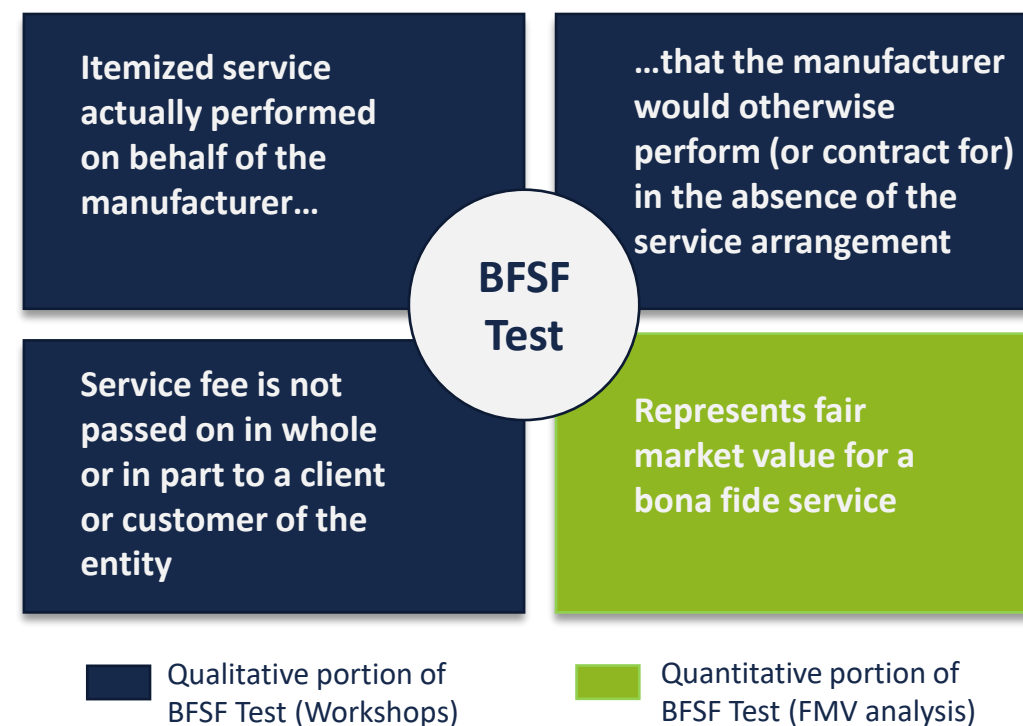 Itemized service
actually performed
on behalf of the
manufacturer…
…that the manufacturer
would otherwise
perform (or contract for)
in the absence of the
service arrangement
BFSF
Test
Service fee is not
passed on in whole
or in part to a client
or customer of the
entity
Represents fair
market value for a
bona fide service
Qualitative portion of
BFSF Test (Workshops)
Quantitative portion of
BFSF Test (FMV analysis)